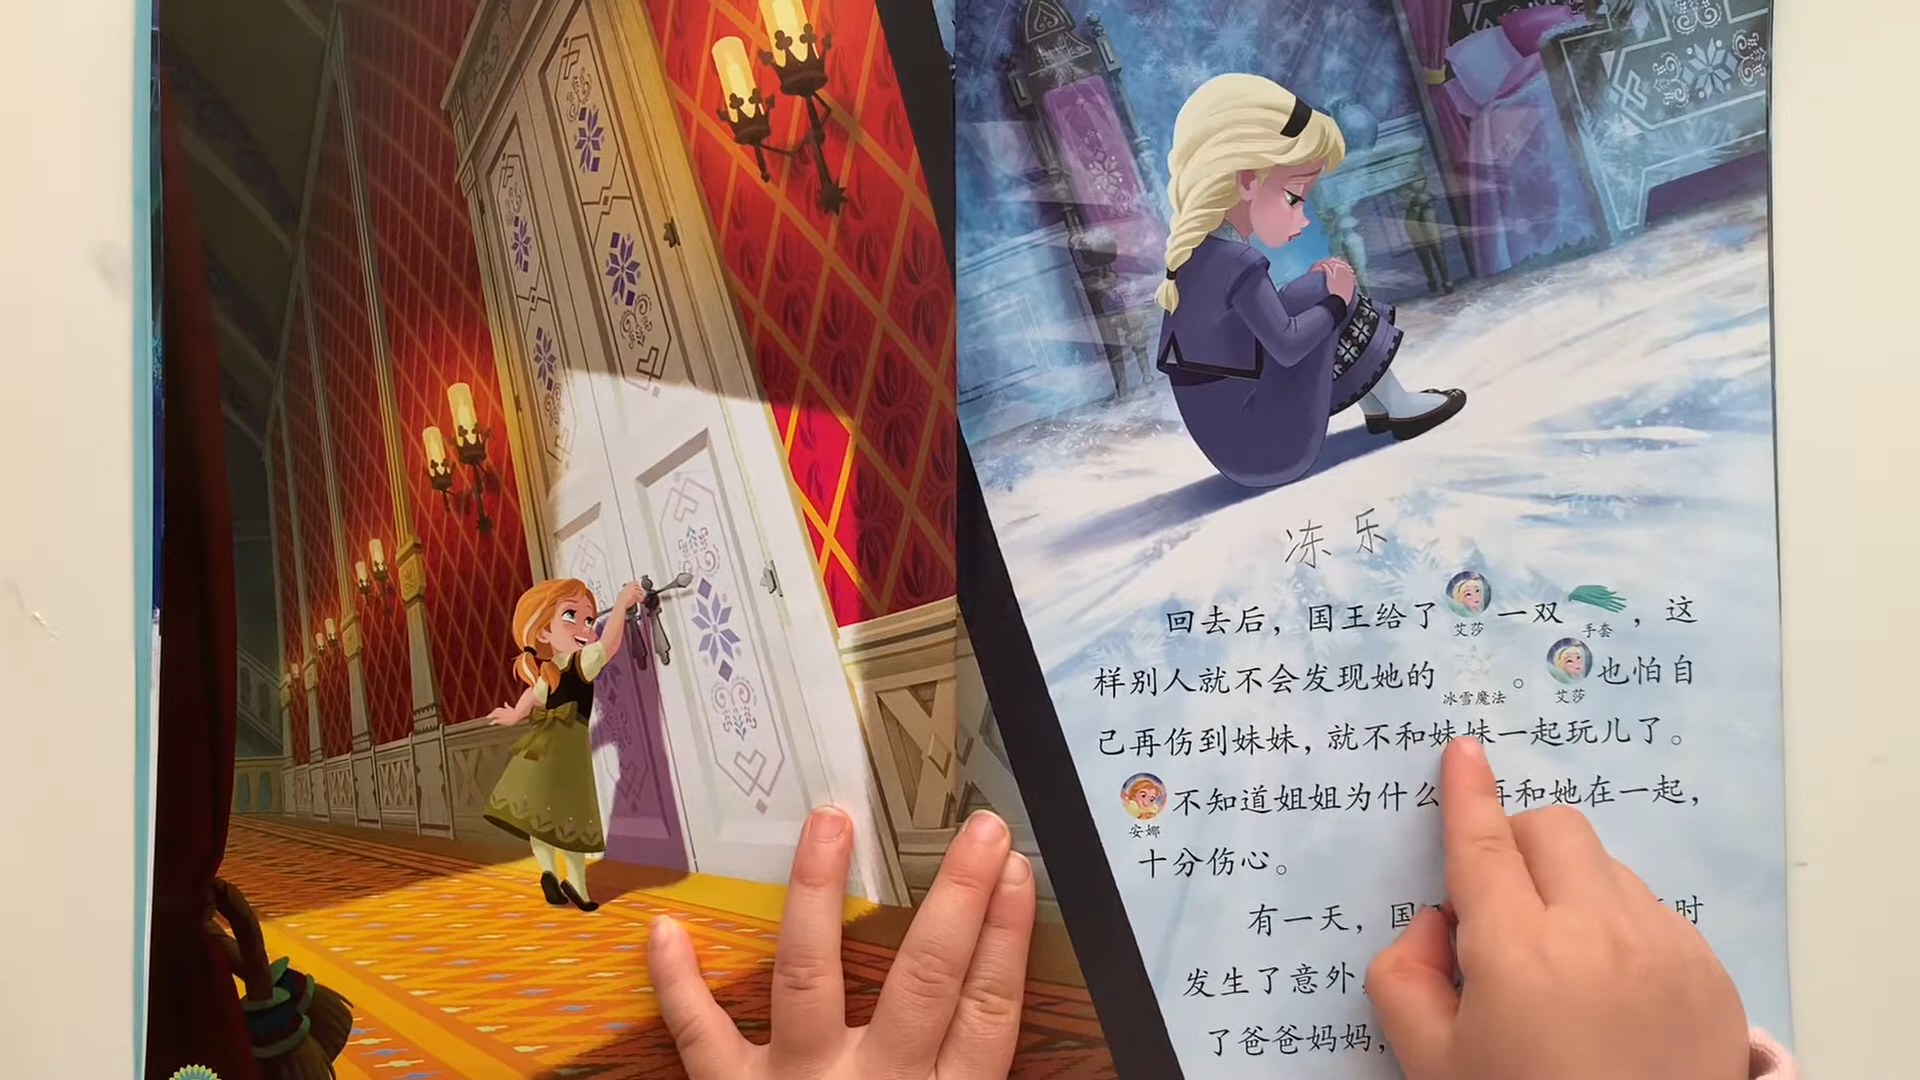 冻 乐
回去后，国王给了艾莎一双手套，这
样别人就不会发现她的冰雪魔法。艾莎也怕自
己再伤到妹妹，就不和妹妹一起玩儿了。
安娜不知道姐姐为什么再和她在一起，
十分伤心。
有一天，国时
发生了意外
了爸爸妈妈，